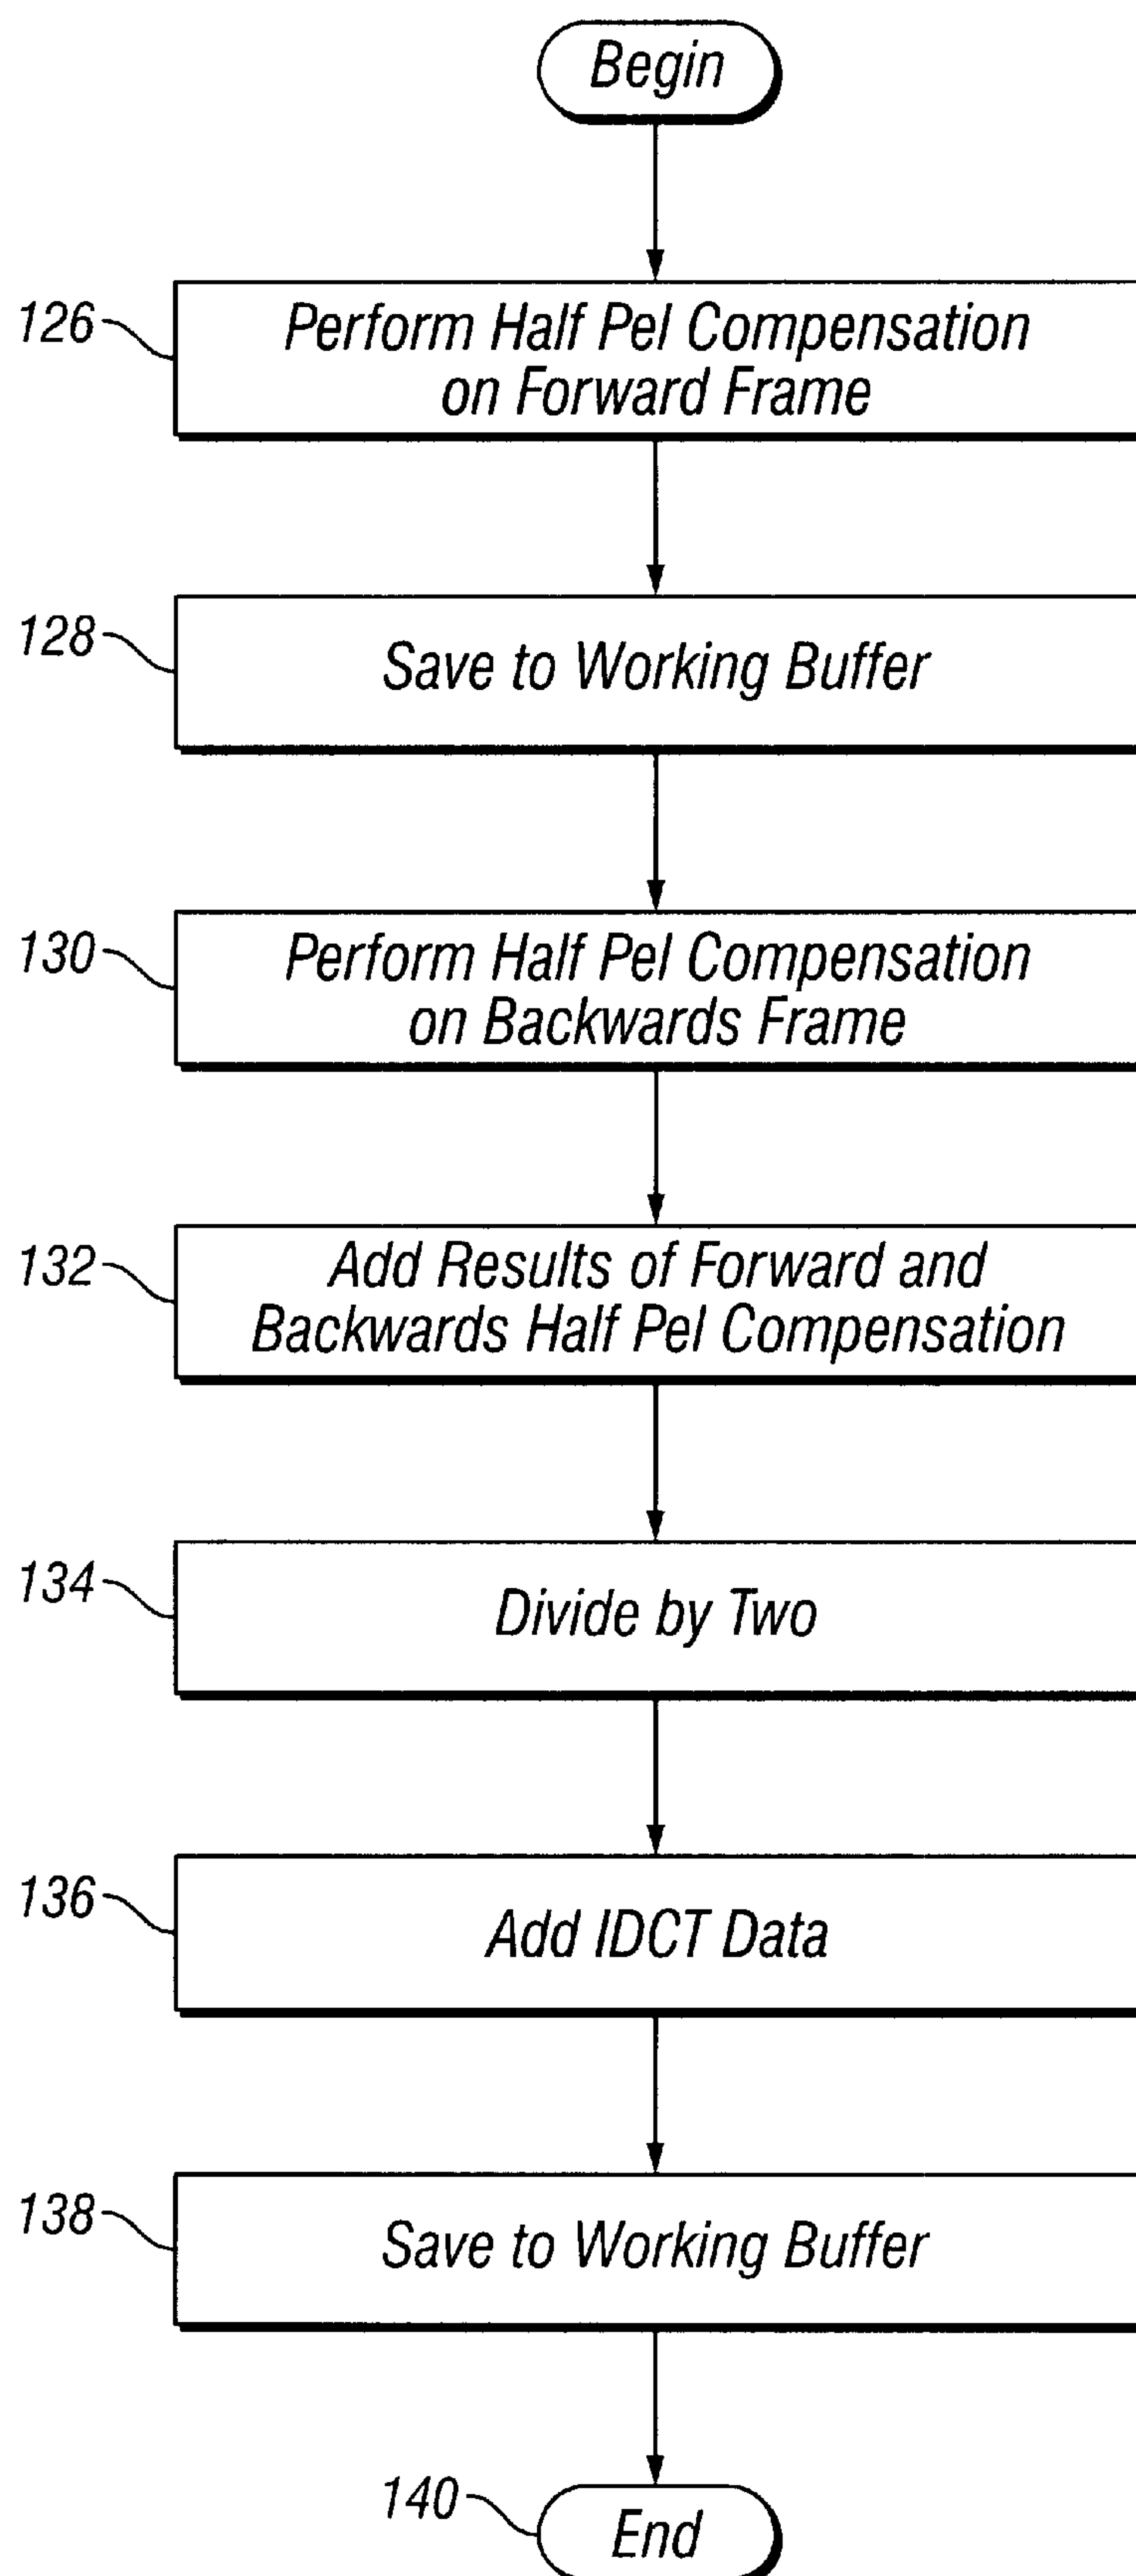 Begin
126
Perform Half Pel Compensation
on Forward Frame
128
Save to Working Buffer
130
Perform Half Pel Compensation
on Backwards Frame
132
Add Results of Forward and
Backwards Half Pel Compensation
134
Divide by Two
136
Add IDCT Data
138
Save to Working Buffer
140
End